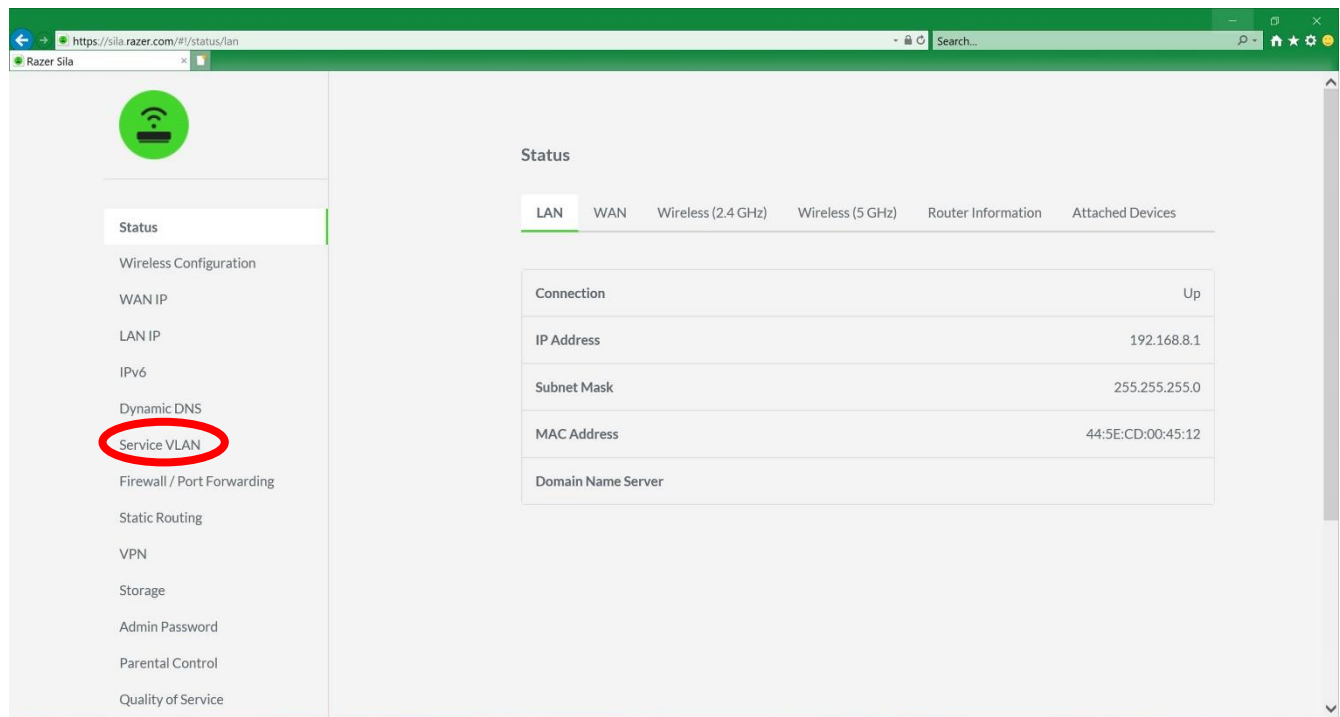 https://sila.razer.com/#!/status/lan
Search...
Razer Sila
Status
Wireless Configuration
WAN IP
LAN IP
IPv6
Dynamic DNS
Service VLAN
Firewall / Port Forwarding
Static Routing
VPN
Storage
Admin Password
Parental Control
Quality of Service
Status
LAN WAN Wireless (2.4 GHz) Wireless (5 GHz) Router Information Attached Devices
Connection Up
IP Address 192.168.8.1
Subnet Mask 255.255.255.0
MAC Address 44:5E:CD:00:45:12
Domain Name Server